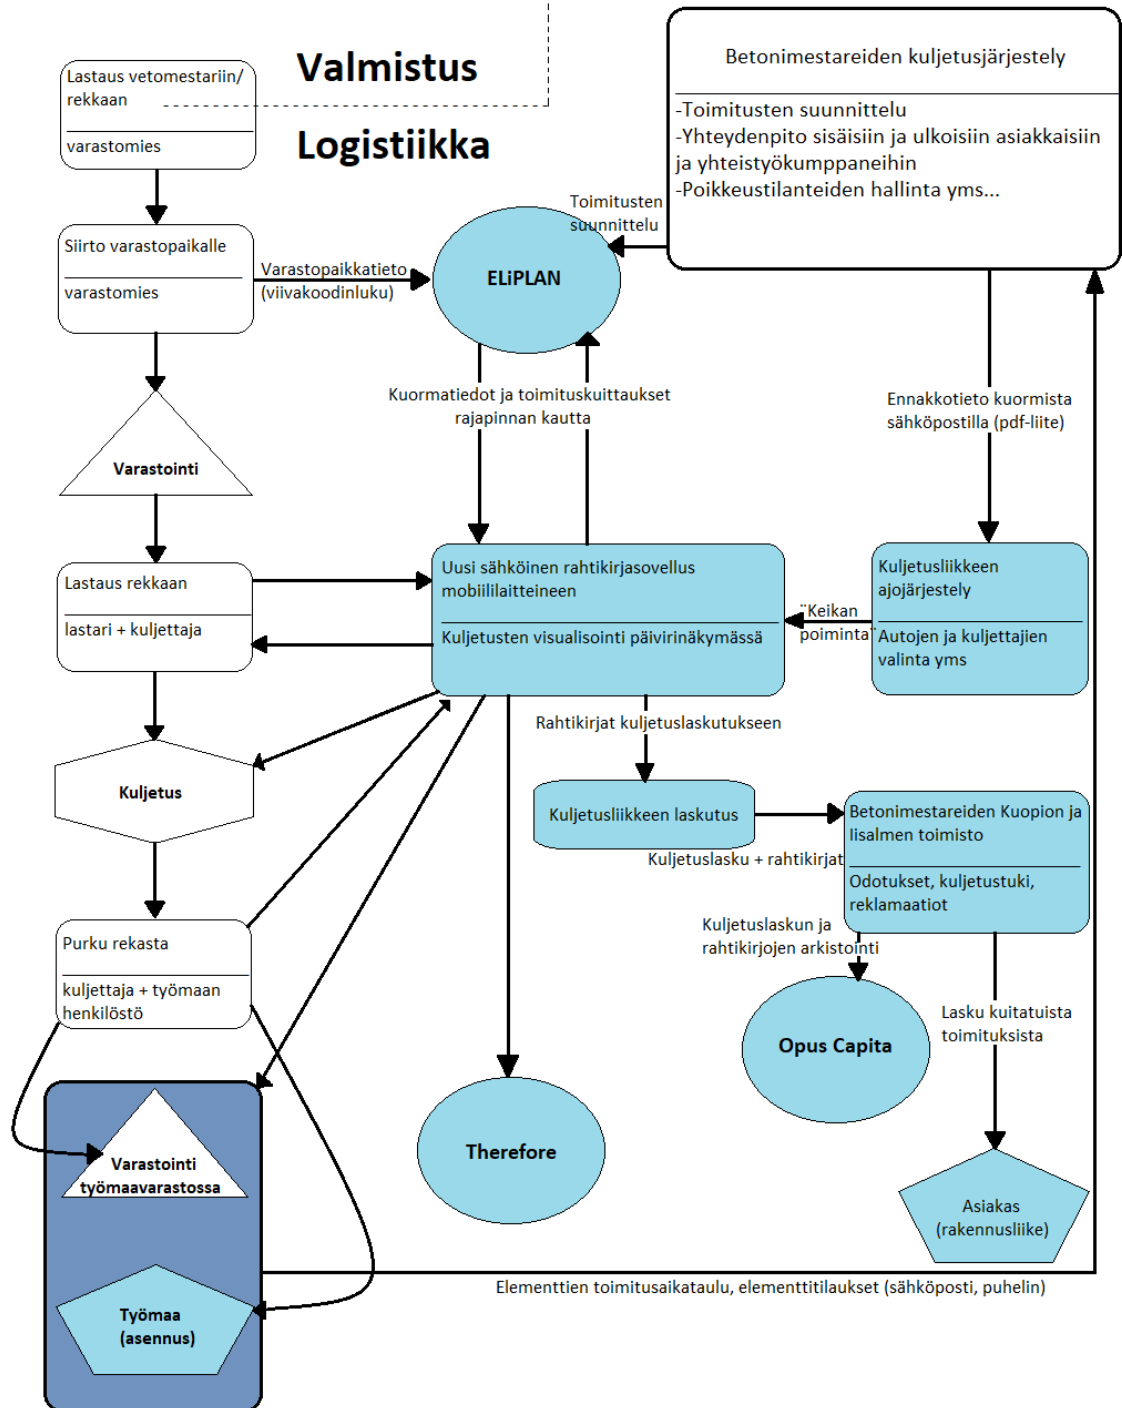 Valmistus
Logistiikka
Lastaus vetomestariin/
rekkaan
varastomies
Betonimestareiden kuljetusjärjestely
-Toimitusten suunnittelu
-Yhteydenpito sisäisiin ja ulkoisiin asiakkaisiin
ja yhteistyökumppaneihin
-Poikkeustilanteiden hallinta yms...
Toimitusten
suunnittelu
Siirto varastopaikalle
varastomies
Varastopaikkatieto
(viivakoodinluku)
ELiPLAN
Kuormatiedot ja toimituskuittaukset
rajapinnan kautta
Ennakkotieto kuormista
sähköpostilla (pdf-liite)
Varastointi
Lastaus rekkaan
lastari + kuljettaja
Uusi sähköinen rahtikirjasovellus
mobiililaitteineen
Kuljetusten visualisointi päivirinäkymässä
¨Keikan
poiminta¨
Kuljetusliikkeen
ajojärjestely
Autojen ja kuljettajien
valinta yms
Rahtikirjat kuljetuslaskutukseen
Kuljetus
Kuljetusliikkeen laskutus
Kuljetuslasku + rahtikirjat
Betonimestareiden Kuopion ja
Iisalmen toimisto
Odotukset, kuljetustuki,
reklamaatiot
Purku rekasta
kuljettaja + työmaan
henkilöstö
Kuljetuslaskun ja
rahtikirjojen arkistointi
Lasku kuitatuista
toimituksista
Opus Capita
Therefore
Varastointi
työmaavarastossa
Asiakas
(rakennusliike)
Elementtien toimitusaikataulu, elementtitilaukset (sähköposti, puhelin)
Työmaa
(asennus)